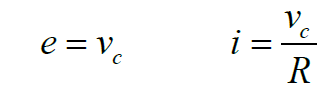 e = v_c    i = v_c / R